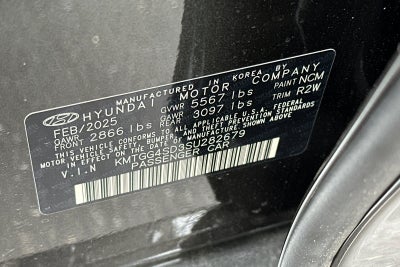 MANUFACTURED IN KOREA BY
HYUNDAI MOTOR COMPANY
FEB/2025 GVWR 5567 lbs PAINT NCM
GAWR 2866 lbs GAWR 3097 lbs TRIM R2W
THIS VEHICLE CONFORMS TO ALL APPLICABLE U.S.A. FEDERAL
MOTOR VEHICLE SAFETY, BUMPER, AND THEFT PREVENTION STANDARDS
IN EFFECT ON THE DATE OF MANUFACTURE SHOWN ABOVE.
V.I.N KMTGG4SD3SU282679
PASSENGER CAR